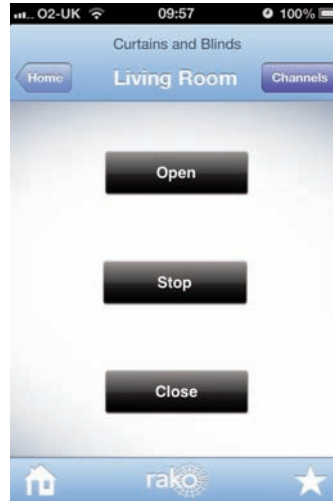 ... O2-UK 09:57 100%
Curtains and Blinds
Home Living Room Channels
Open
Stop
Close
rako